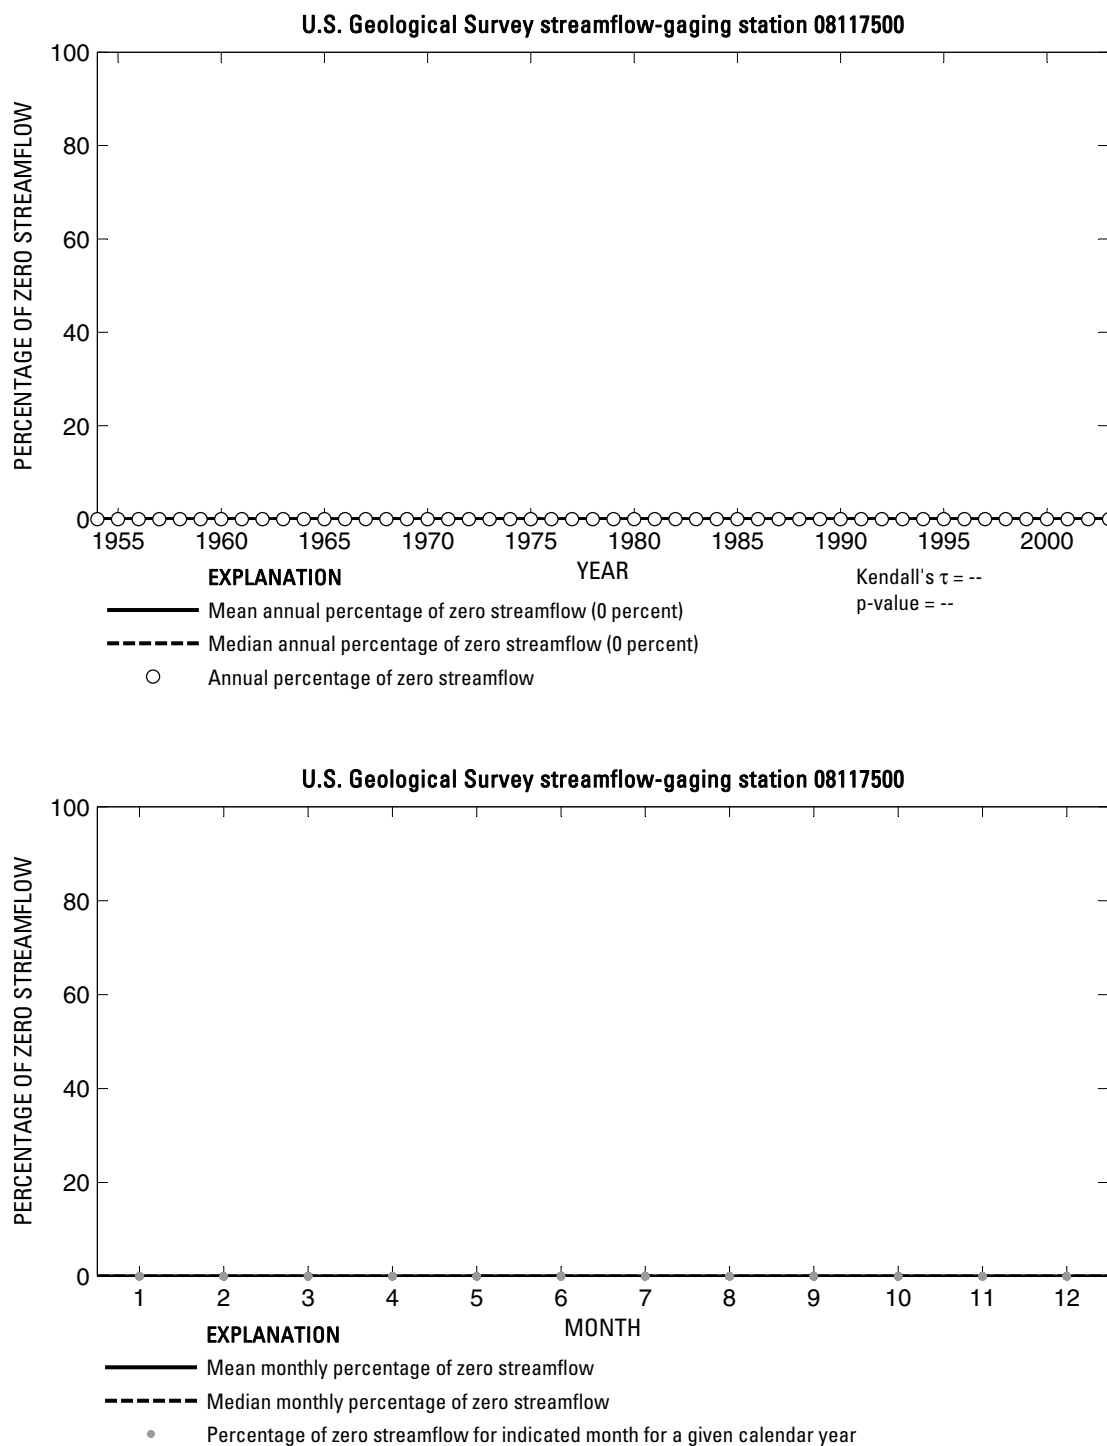 U.S. Geological Survey streamflow-gaging station 08117500
PERCENTAGE OF ZERO STREAMFLOW
100
80
60
40
20
0
1955 1960 1965 1970 1975 1980 1985 1990 1995 2000
YEAR
Kendall's τ = --
p-value = --
EXPLANATION
Mean annual percentage of zero streamflow (0 percent)
Median annual percentage of zero streamflow (0 percent)
Annual percentage of zero streamflow
U.S. Geological Survey streamflow-gaging station 08117500
PERCENTAGE OF ZERO STREAMFLOW
100
80
60
40
20
0
1 2 3 4 5 6 7 8 9 10 11 12
MONTH
EXPLANATION
Mean monthly percentage of zero streamflow
Median monthly percentage of zero streamflow
Percentage of zero streamflow for indicated month for a given calendar year